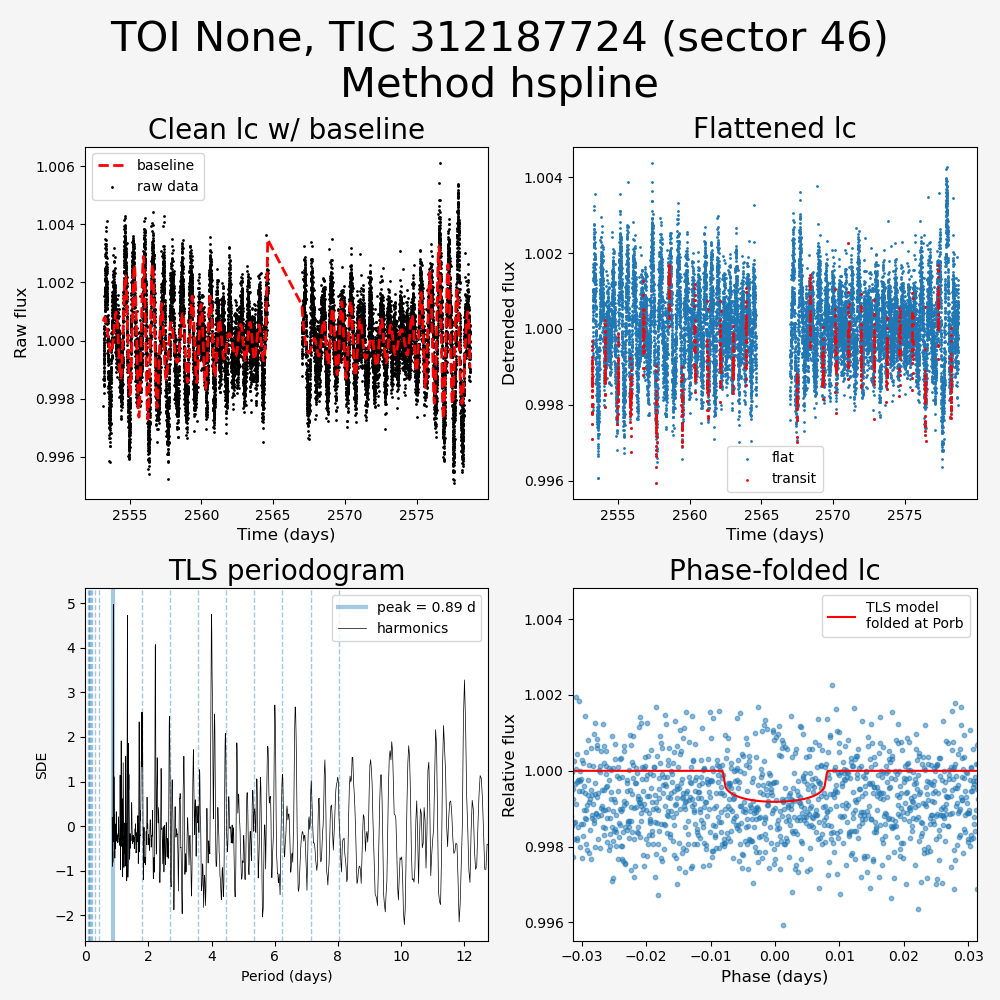 TOI None, TIC 312187724 (sector 46)
Method hspline
Clean lc w/ baseline
baseline
raw data
1.006
1.004
1.002
1.000
0.998
0.996
Raw flux
2555
2560
2565
2570
2575
Time (days)
Flattened lc
1.004
1.002
1.000
0.998
0.996
Detrended flux
flat
transit
2555
2560
2565
2570
2575
Time (days)
TLS periodogram
peak = 0.89 d
harmonics
5
4
3
2
1
0
−1
−2
SDE
0
2
4
6
8
10
12
Period (days)
Phase-folded lc
TLS model
folded at Porb
1.004
1.002
1.000
0.998
0.996
Relative flux
−0.03
−0.02
−0.01
0.00
0.01
0.02
0.03
Phase (days)